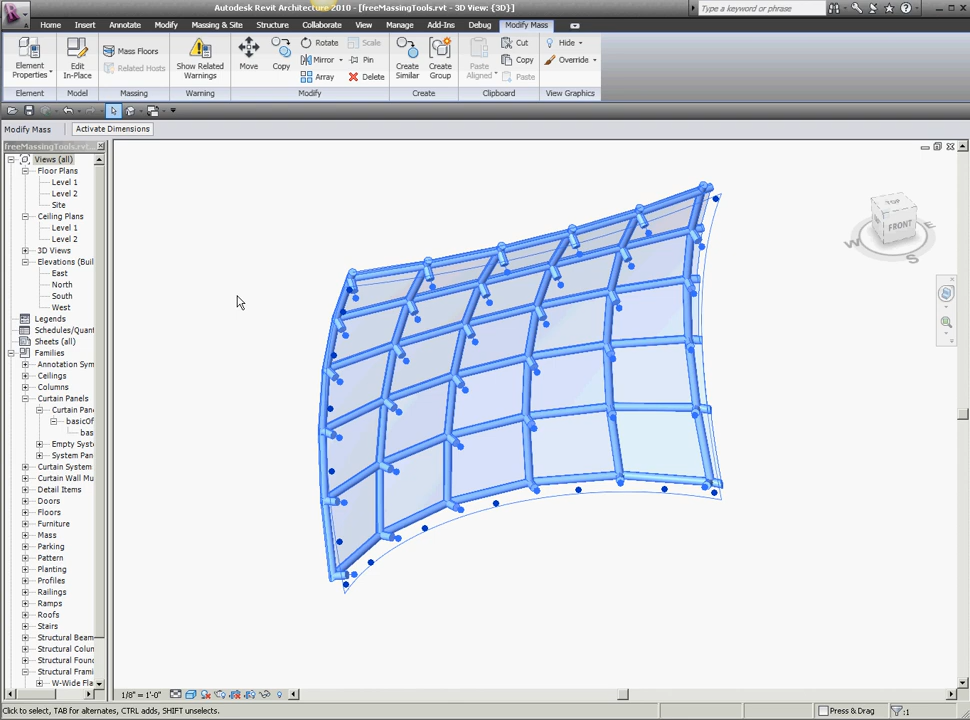 Autodesk Revit Architecture 2010 - [freeMassingTools.rvt - 3D View: {3D}]
Type a keyword or phrase
Home Insert Annotate Modify Massing & Site Structure Collaborate View Manage Add-Ins Debug Modify Mass
Element Properties
Edit In-Place
Mass Floors
Related Hosts
Show Related Warnings
Move
Copy
Rotate
Mirror
Array
Scale
Pin
Delete
Create Similar
Create Group
Paste Aligned
Cut
Copy
Paste
Hide
Override
Element Model Massing Warning Modify Create Clipboard View Graphics
Modify Mass Activate Dimensions
freeMassingTools.rvt
Views (all)
Floor Plans
Level 1
Level 2
Site
Ceiling Plans
Level 1
Level 2
3D Views
Elevations (Buil
East
North
South
West
Legends
Schedules/Quant
Sheets (all)
Families
Annotation Sym
Ceilings
Columns
Curtain Panels
Curtain Pane
basicOf
bas
Empty Syste
System Pan
Curtain System
Curtain Wall Mu
Detail Items
Doors
Floors
Furniture
Mass
Parking
Pattern
Planting
Profiles
Railings
Ramps
Roofs
Stairs
Structural Beam
Structural Colum
Structural Found
Structural Frami
W-Wide Fla
TOP
FRONT
W
E
S
1/8" = 1'-0"
Click to select, TAB for alternates, CTRL adds, SHIFT unselects.
Press & Drag
:1